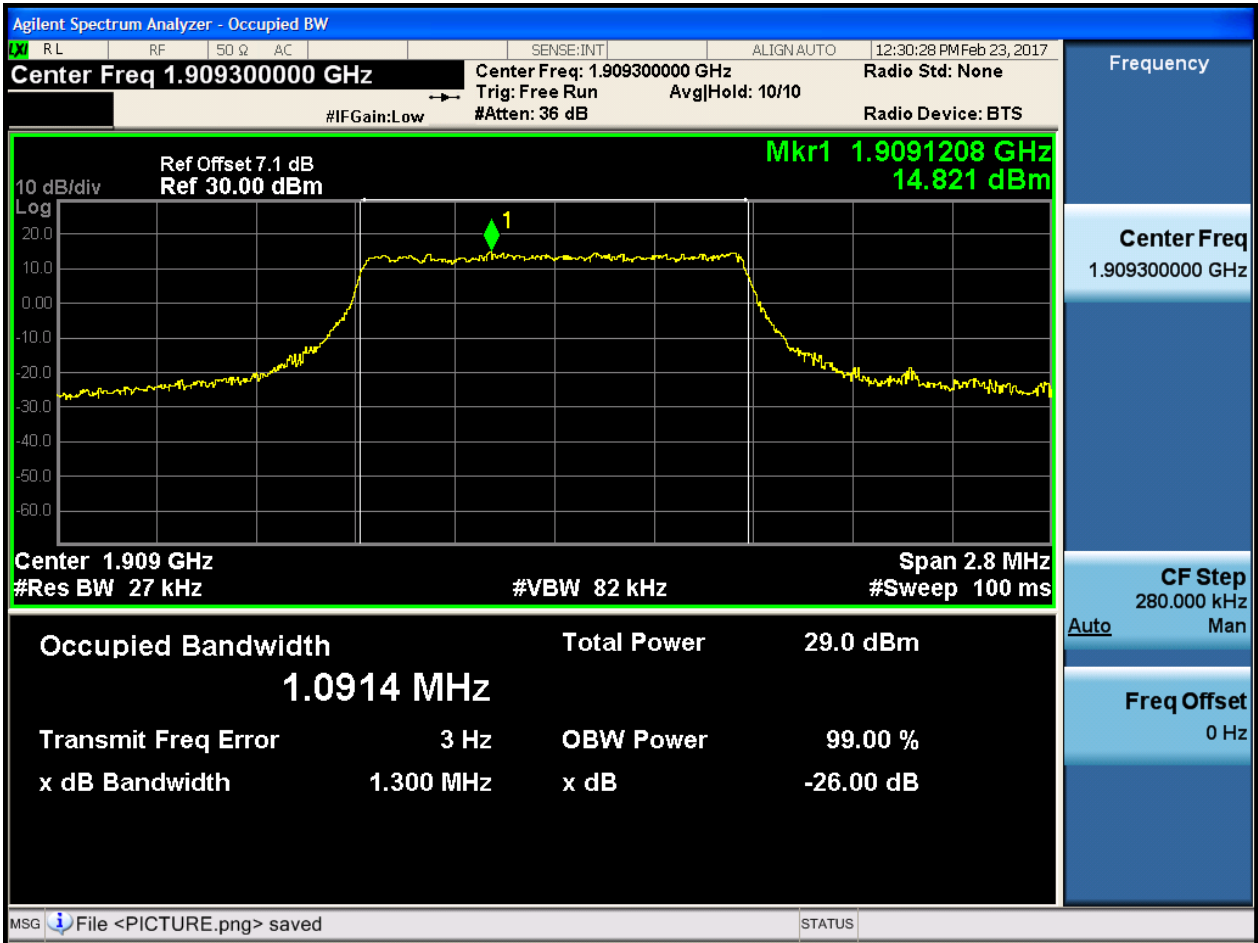 Agilent Spectrum Analyzer - Occupied BW
LXI RL RF 50 Ω AC SENSE:INT ALIGN AUTO 12:30:28 PM Feb 23, 2017
Center Freq 1.909300000 GHz
Center Freq: 1.909300000 GHz Radio Std: None
Trig: Free Run Avg|Hold: 10/10
#IFGain:Low #Atten: 36 dB Radio Device: BTS
Mkr1 1.9091208 GHz
14.821 dBm
Ref Offset 7.1 dB
10 dB/div Ref 30.00 dBm
Log
20.0
10.0
0.00
-10.0
-20.0
-30.0
-40.0
-50.0
-60.0
1
Center 1.909 GHz Span 2.8 MHz
#Res BW 27 kHz #VBW 82 kHz #Sweep 100 ms
Occupied Bandwidth Total Power 29.0 dBm
1.0914 MHz
Transmit Freq Error 3 Hz OBW Power 99.00 %
x dB Bandwidth 1.300 MHz x dB -26.00 dB
Frequency
Center Freq
1.909300000 GHz
CF Step
280.000 kHz
Auto Man
Freq Offset
0 Hz
MSG File <PICTURE.png> saved STATUS